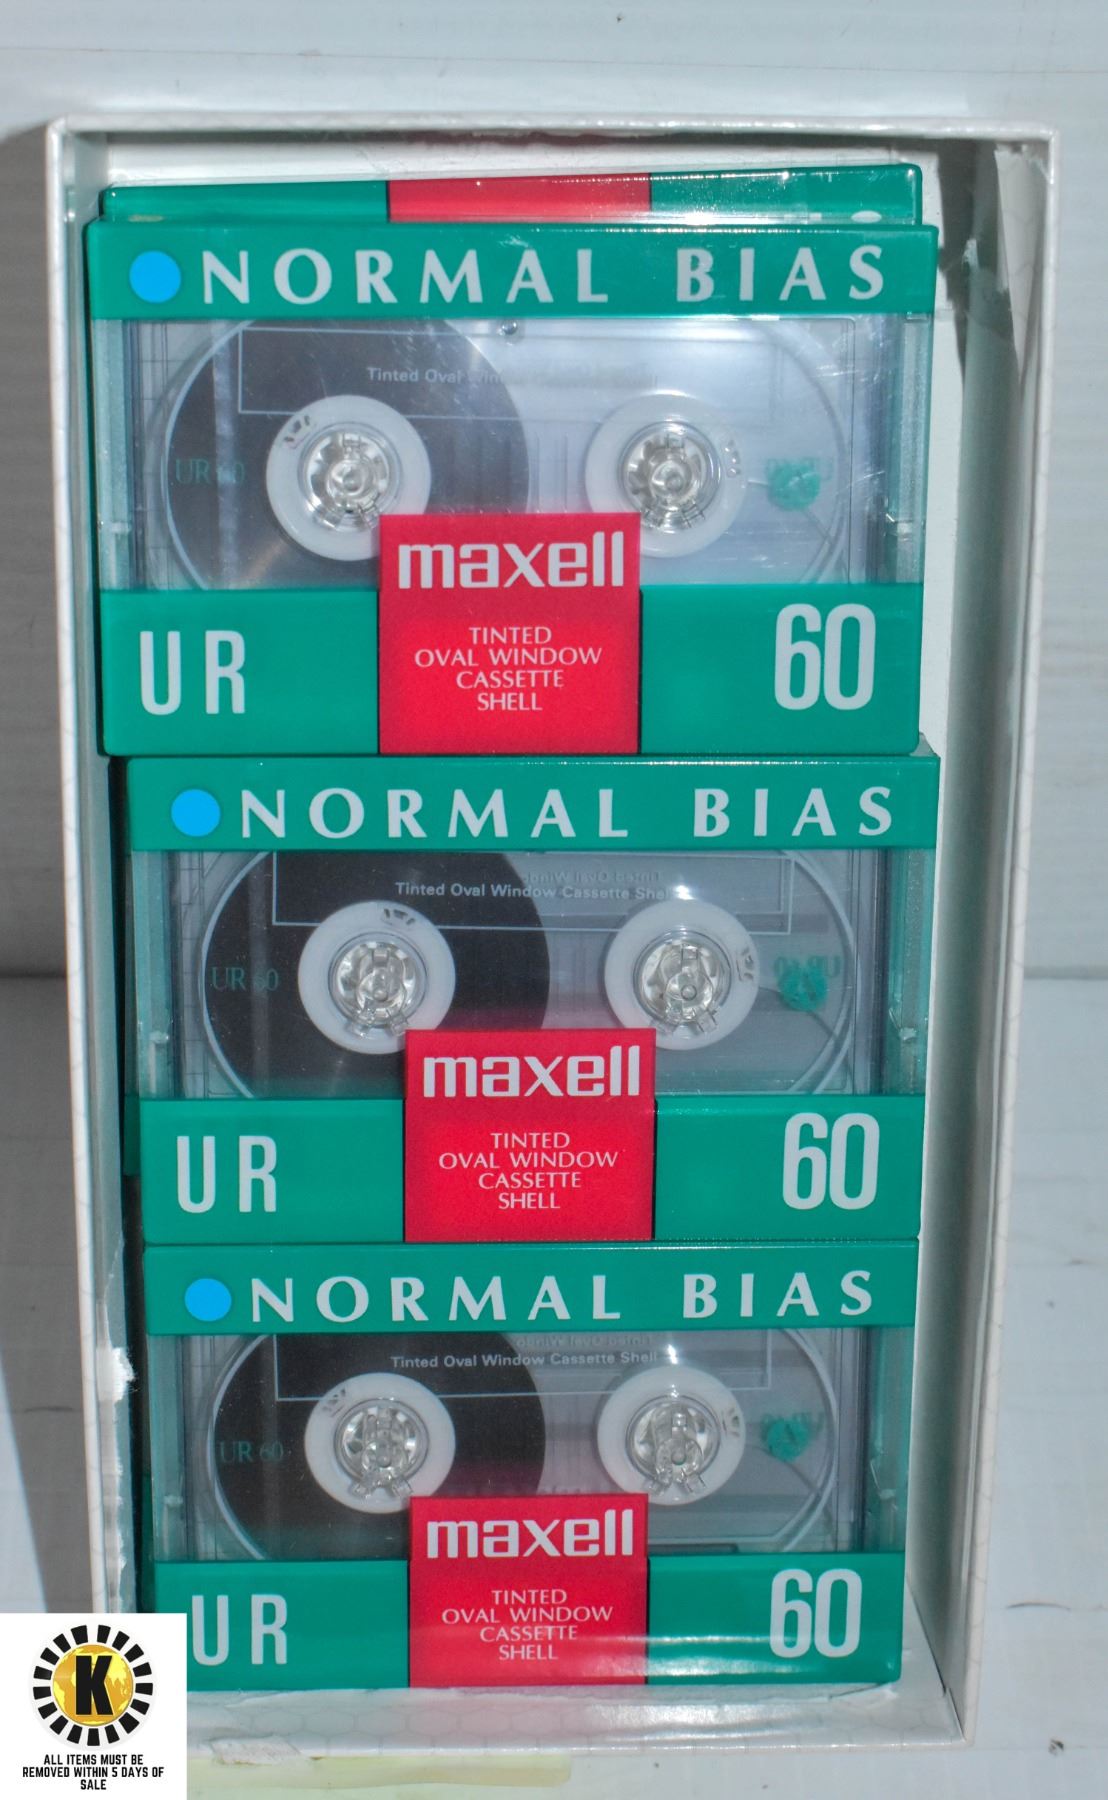 NORMAL BIAS
Tinted Oval
UR 60
maxell
TINTED
OVAL WINDOW
CASSETTE
SHELL
UR
60
NORMAL BIAS
Tinted Oval Window Cassette Shell
UR 60
maxell
TINTED
OVAL WINDOW
CASSETTE
SHELL
UR
60
NORMAL BIAS
Tinted Oval Window Cassette Shell
UR 60
maxell
TINTED
OVAL WINDOW
CASSETTE
SHELL
UR
60
K
ALL ITEMS MUST BE
REMOVED WITHIN 5 DAYS OF
SALE